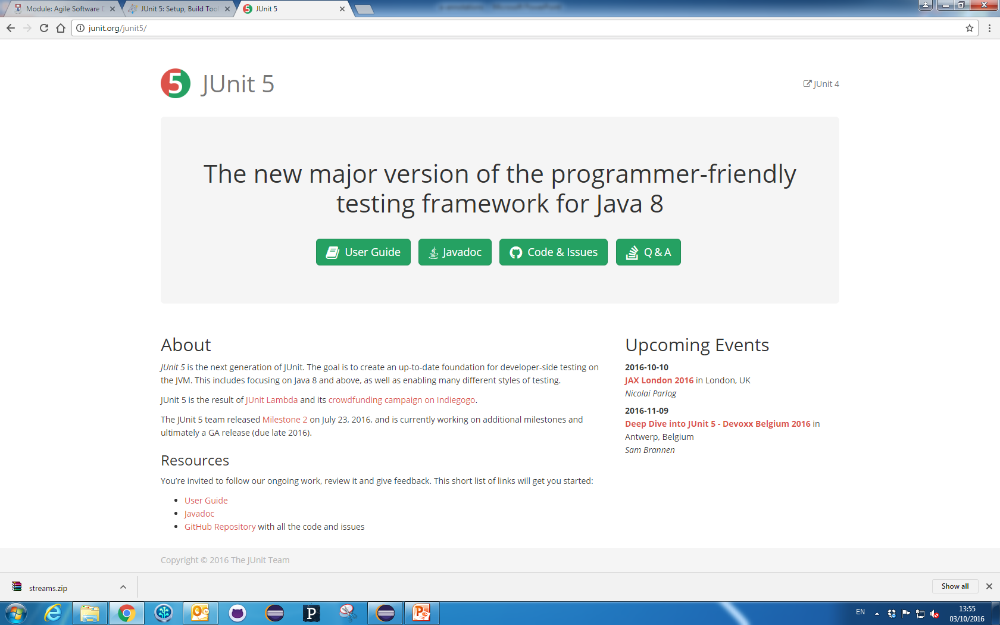 Module: Agile Software D
JUnit 5: Setup, Build Tool
JUnit 5
junit.org/junit5/
5 JUnit 5
JUnit 4
The new major version of the programmer-friendly
testing framework for Java 8
User Guide
Javadoc
Code & Issues
Q & A
About
JUnit 5 is the next generation of JUnit. The goal is to create an up-to-date foundation for developer-side testing on
the JVM. This includes focusing on Java 8 and above, as well as enabling many different styles of testing.
JUnit 5 is the result of JUnit Lambda and its crowdfunding campaign on Indiegogo.
The JUnit 5 team released Milestone 2 on July 23, 2016, and is currently working on additional milestones and
ultimately a GA release (due late 2016).
Resources
You’re invited to follow our ongoing work, review it and give feedback. This short list of links will get you started:
User Guide
Javadoc
GitHub Repository with all the code and issues
Upcoming Events
2016-10-10
JAX London 2016 in London, UK
Nicolai Parlog
2016-11-09
Deep Dive into JUnit 5 - Devoxx Belgium 2016 in
Antwerp, Belgium
Sam Brannen
Copyright © 2016 The JUnit Team
streams.zip
Show all
EN
13:55
03/10/2016